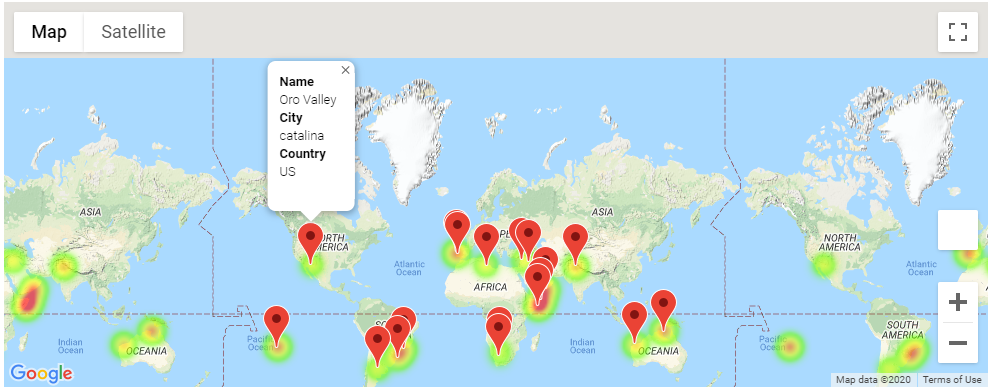 Map Satellite
Name
Oro Valley
City
catalina
Country
US
ASIA
ASIA
NORTH
AMERICA
Atlantic
Ocean
AFRICA
NORTH
AMERICA
Atlantic
Ocean
Indian
Ocean
OCEANIA
Pacific
Ocean
Indian
Ocean
OCEANIA
Pacific
Ocean
SOUTH
AMERICA
Google
Map data ©2020 Terms of Use